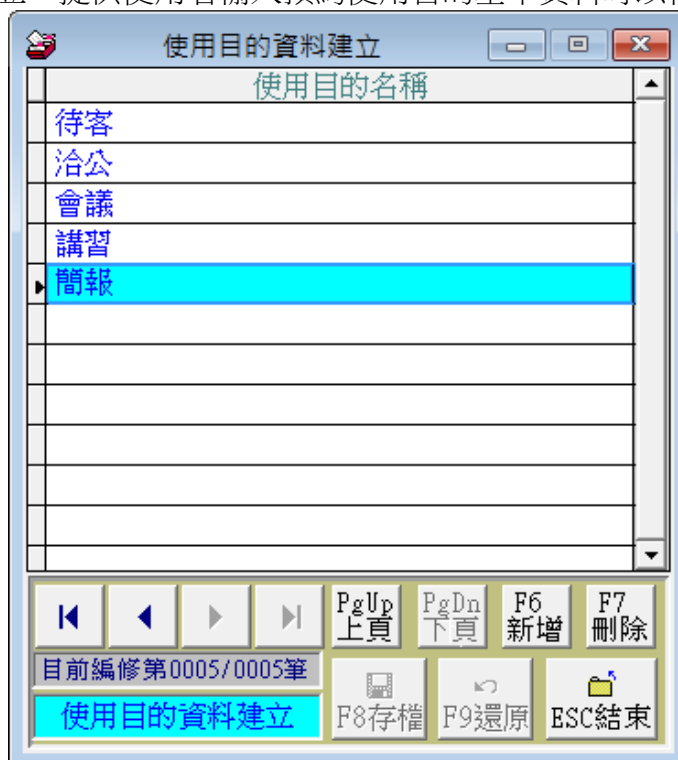 使用目的資料建立
使用目的名稱
待客
洽公
會議
講習
簡報
PgUp 上頁
PgDn 下頁
F6 新增
F7 刪除
目前編修第0005/0005筆
使用目的資料建立
F8存檔
F9還原
ESC結束